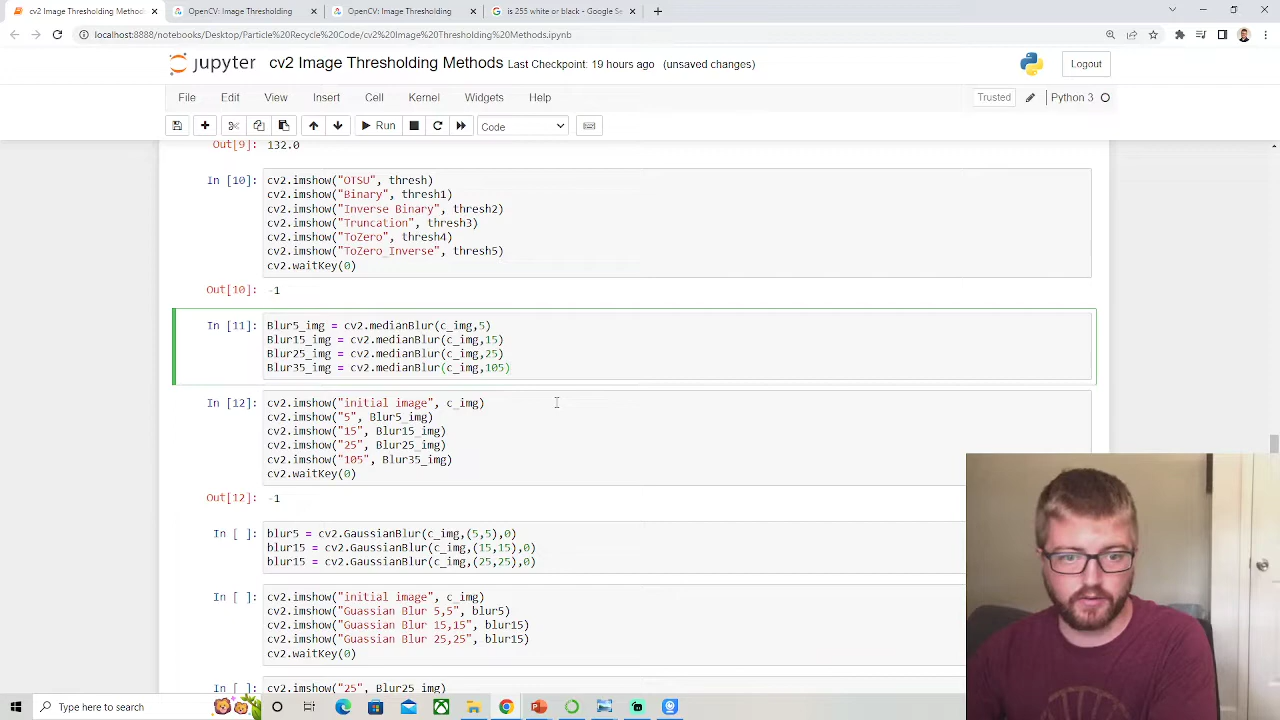 cv2 Image Thresholding Method
OpenCV: Image Thresholding
OpenCV: Image Thresholding
is 255 white or black - Google Se
localhost:8888/notebooks/Desktop/Particle%20Recycle%20Code/cv2%20Image%20Thresholding%20Methods.ipynb
jupyter cv2 Image Thresholding Methods Last Checkpoint: 19 hours ago (unsaved changes)
Logout
File Edit View Insert Cell Kernel Widgets Help
Trusted Python 3
Run Code
Out[9]: 132.0
In [10]: cv2.imshow("OTSU", thresh)
cv2.imshow("Binary", thresh1)
cv2.imshow("Inverse Binary", thresh2)
cv2.imshow("Truncation", thresh3)
cv2.imshow("ToZero", thresh4)
cv2.imshow("ToZero_Inverse", thresh5)
cv2.waitKey(0)
Out[10]: -1
In [11]: Blur5_img = cv2.medianBlur(c_img,5)
Blur15_img = cv2.medianBlur(c_img,15)
Blur25_img = cv2.medianBlur(c_img,25)
Blur35_img = cv2.medianBlur(c_img,105)
In [12]: cv2.imshow("initial image", c_img)
cv2.imshow("5", Blur5_img)
cv2.imshow("15", Blur15_img)
cv2.imshow("25", Blur25_img)
cv2.imshow("105", Blur35_img)
cv2.waitKey(0)
Out[12]: -1
In [ ]: blur5 = cv2.GaussianBlur(c_img,(5,5),0)
blur15 = cv2.GaussianBlur(c_img,(15,15),0)
blur15 = cv2.GaussianBlur(c_img,(25,25),0)
In [ ]: cv2.imshow("initial image", c_img)
cv2.imshow("Guassian Blur 5,5", blur5)
cv2.imshow("Guassian Blur 15,15", blur15)
cv2.imshow("Guassian Blur 25,25", blur15)
cv2.waitKey(0)
In [ ]: cv2.imshow("25", Blur25_img)
Type here to search